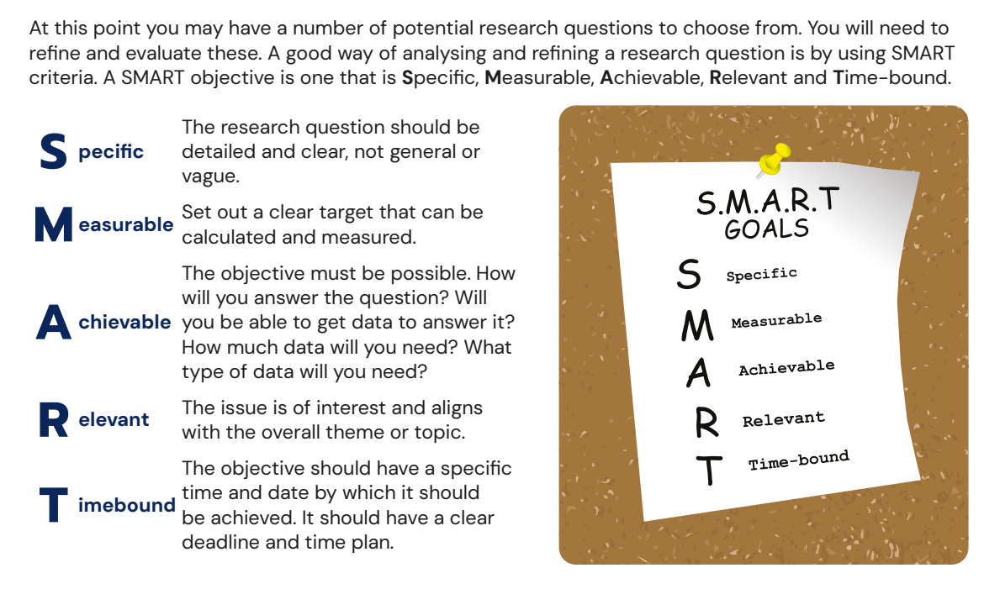 At this point you may have a number of potential research questions to choose from. You will need to
refine and evaluate these. A good way of analysing and refining a research question is by using SMART
criteria. A SMART objective is one that is Specific, Measurable, Achievable, Relevant and Time-bound.
S pecific
The research question should be
detailed and clear, not general or
vague.
M easurable
Set out a clear target that can be
calculated and measured.
A chievable
The objective must be possible. How
will you answer the question? Will
you be able to get data to answer it?
How much data will you need? What
type of data will you need?
R elevant
The issue is of interest and aligns
with the overall theme or topic.
T imebound
The objective should have a specific
time and date by which it should
be achieved. It should have a clear
deadline and time plan.
S.M.A.R.T
GOALS
S Specific
M Measurable
A Achievable
R Relevant
T Time-bound